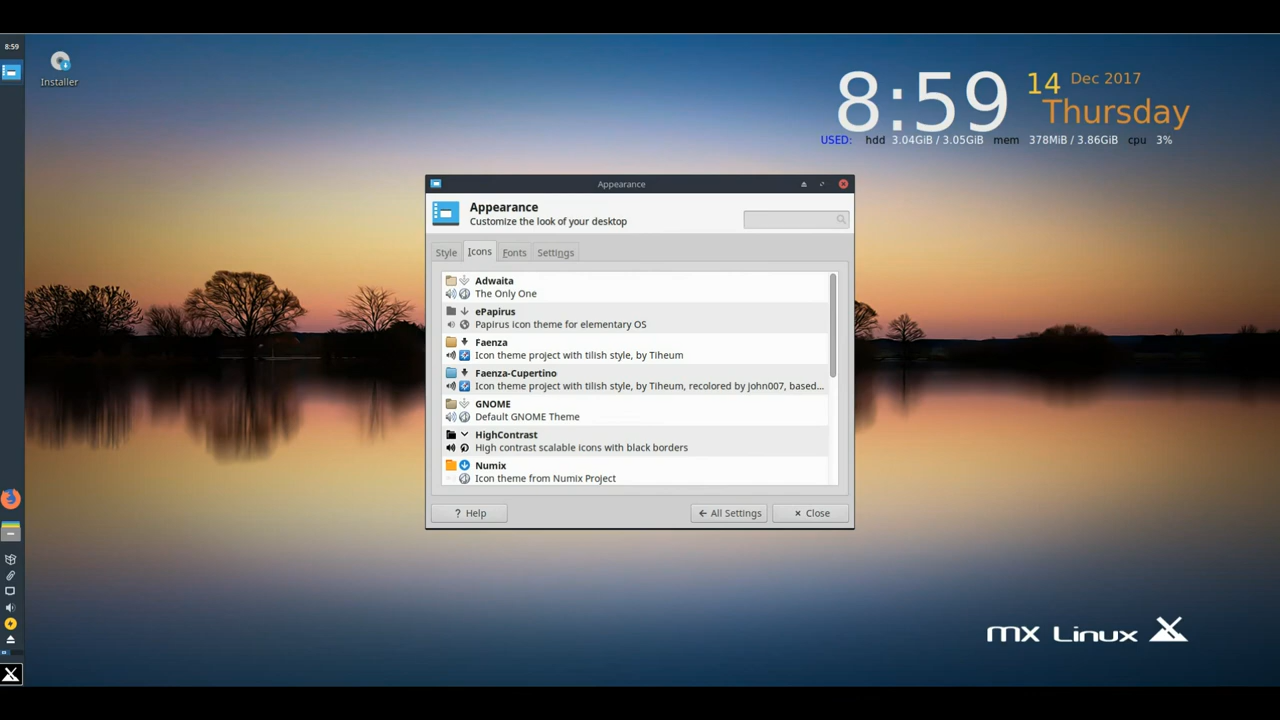 8:59
Installer
8:59
14
Dec 2017
Thursday
USED: hdd 3.04GiB / 3.05GiB mem 378MiB / 3.86GiB cpu 3%
Appearance
Appearance
Customize the look of your desktop
Style Icons Fonts Settings
Adwaita
The Only One
ePapirus
Papirus icon theme for elementary OS
Faenza
Icon theme project with tilish style, by Tiheum
Faenza-Cupertino
Icon theme project with tilish style, by Tiheum, recolored by john007, based...
GNOME
Default GNOME Theme
HighContrast
High contrast scalable icons with black borders
Numix
Icon theme from Numix Project
? Help
All Settings
Close
mx Linux